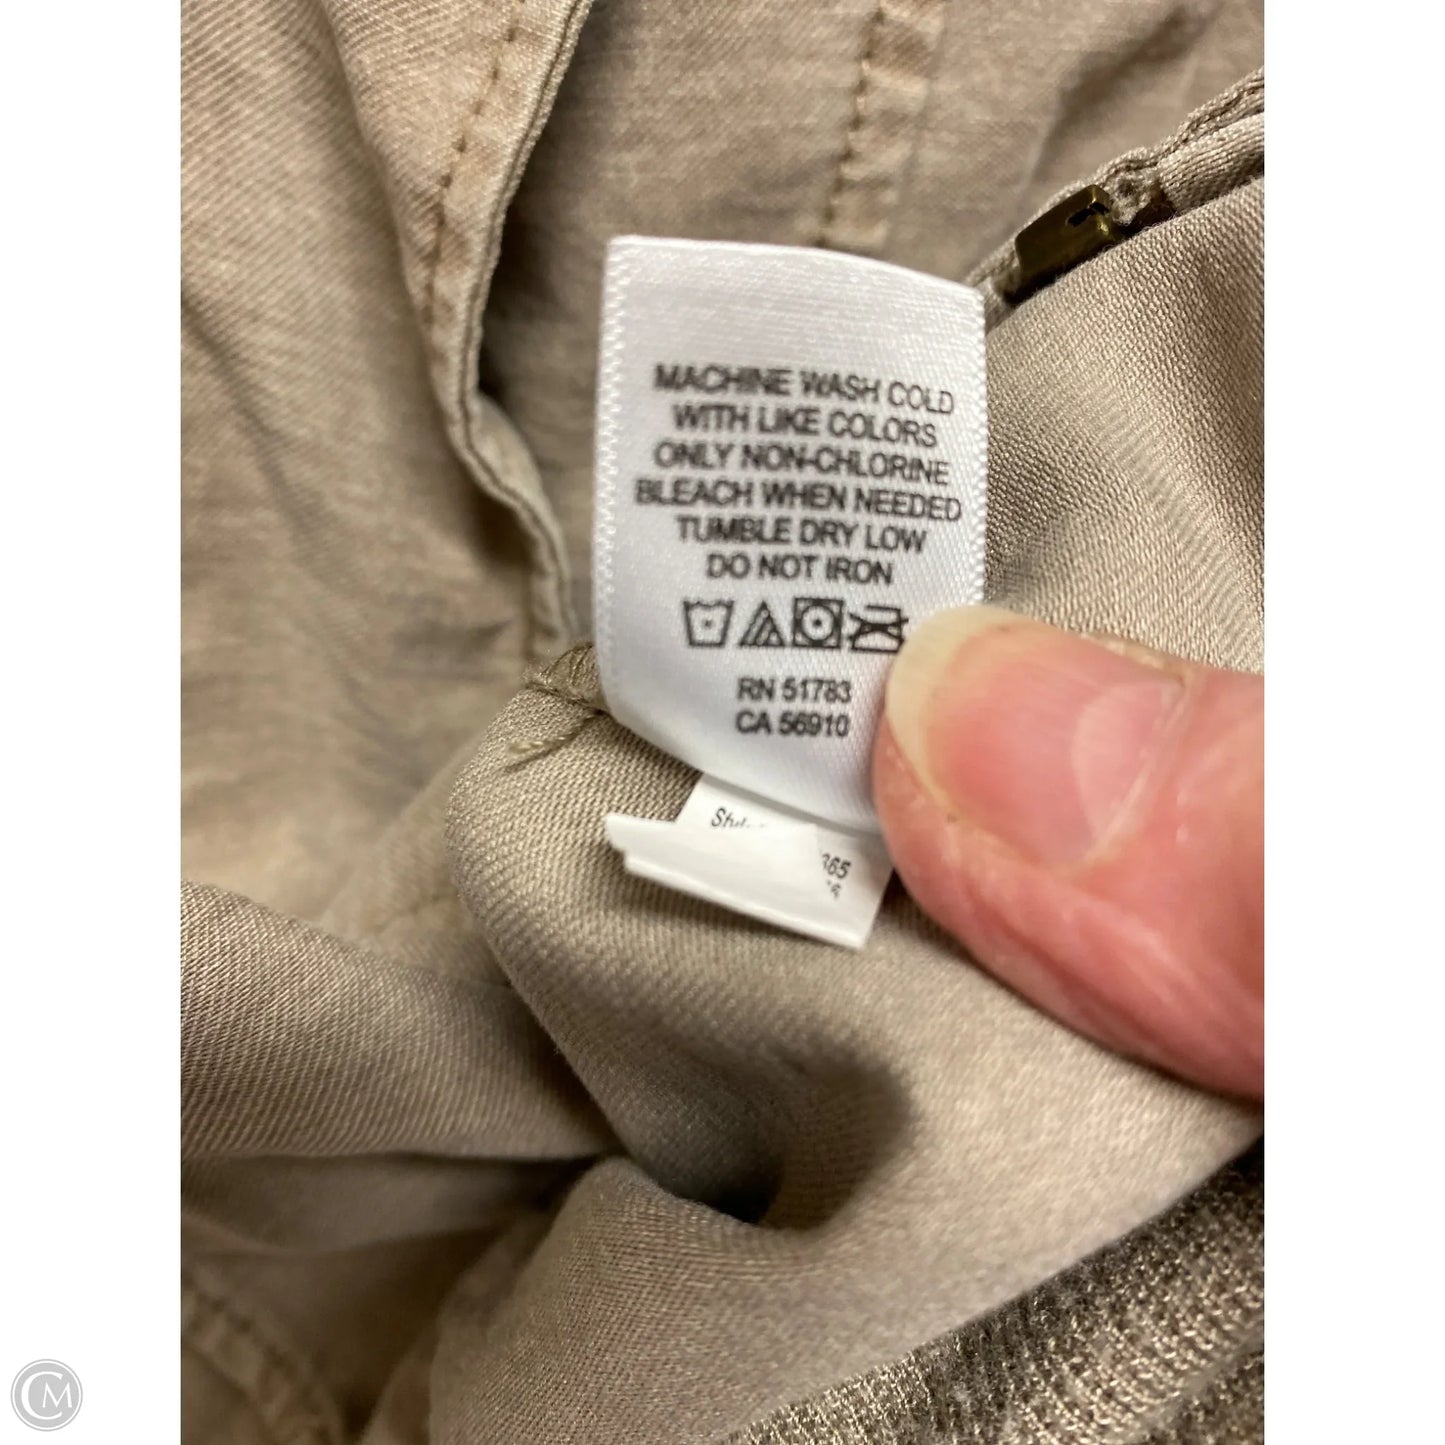 MACHINE WASH COLD
WITH LIKE COLORS
ONLY NON-CHLORINE
BLEACH WHEN NEEDED
TUMBLE DRY LOW
DO NOT IRON
RN 51783
CA 56910
CM